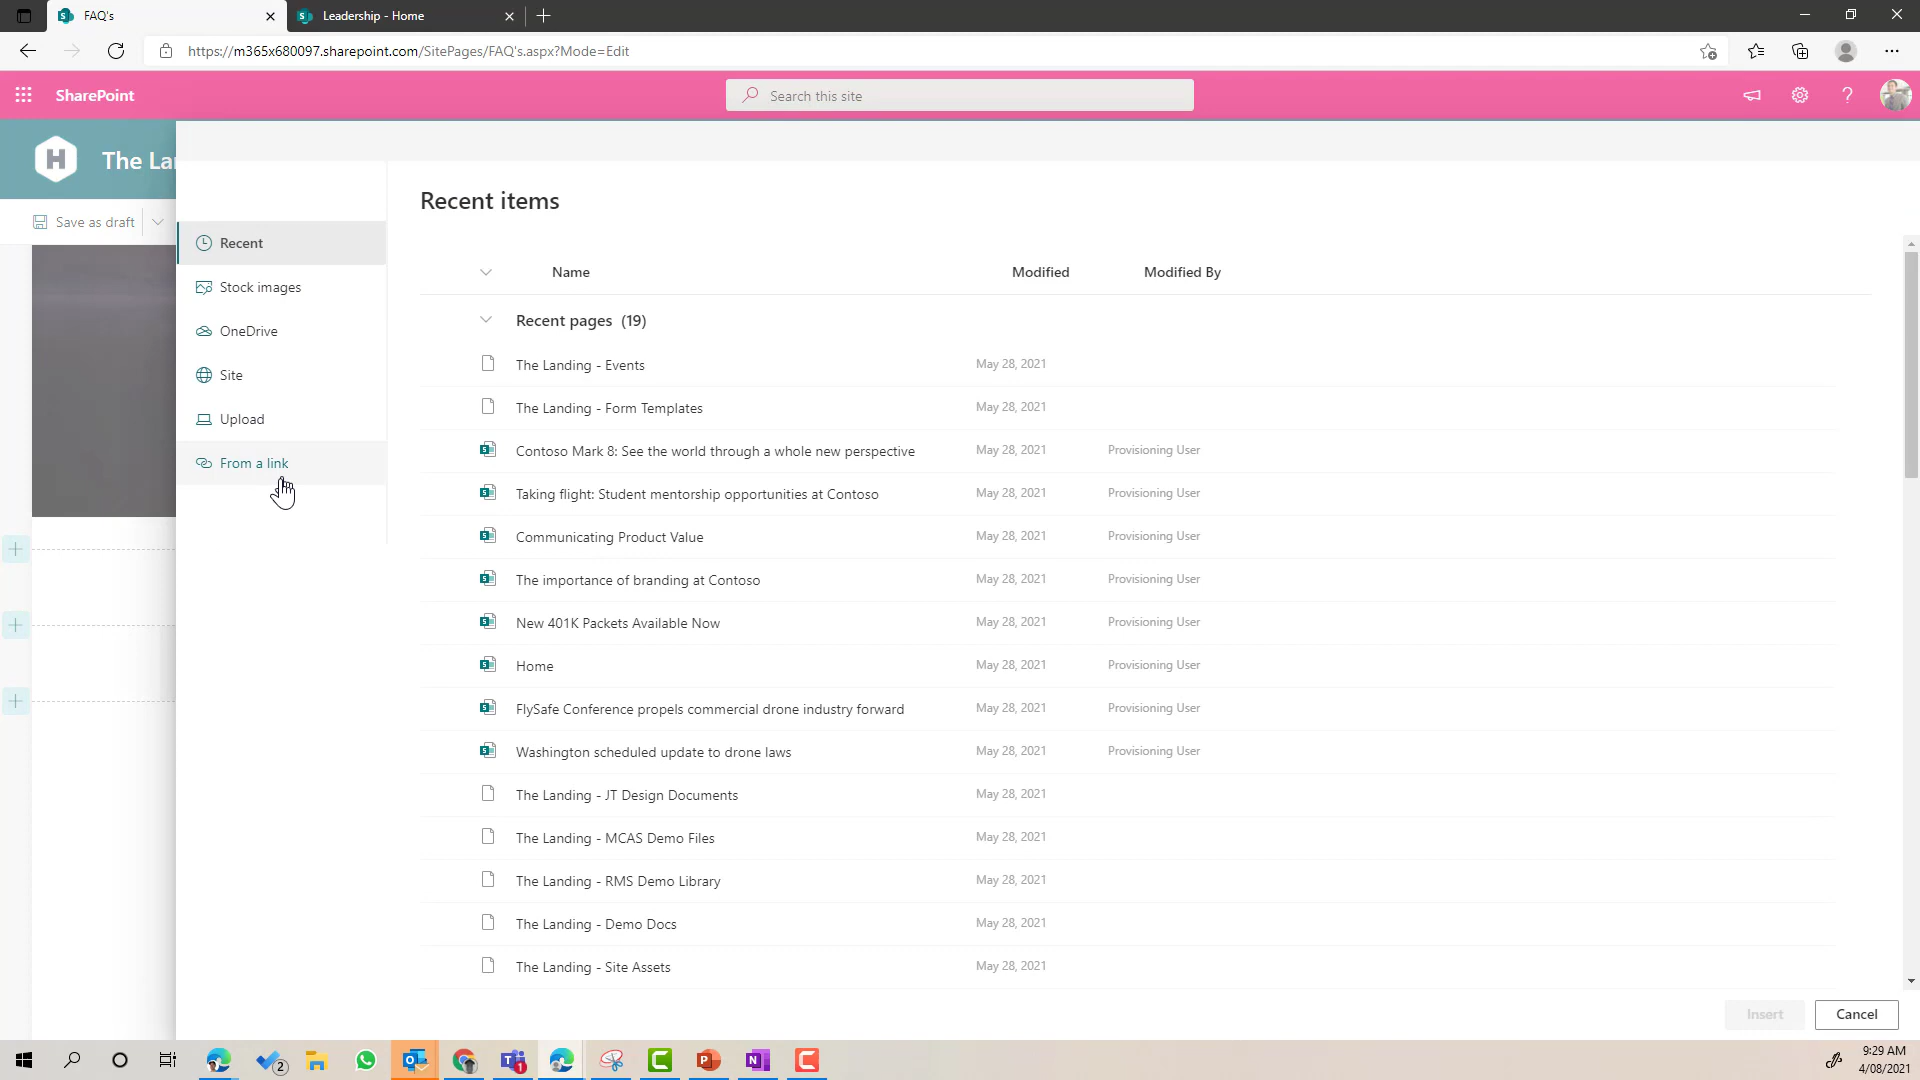 FAQ's
Leadership - Home
https://m365x680097.sharepoint.com/SitePages/FAQ's.aspx?Mode=Edit
SharePoint
Search this site
H
The La
Save as draft
Recent
Stock images
OneDrive
Site
Upload
From a link
Recent items
Name Modified Modified By
Recent pages (19)
The Landing - Events May 28, 2021
The Landing - Form Templates May 28, 2021
Contoso Mark 8: See the world through a whole new perspective May 28, 2021 Provisioning User
Taking flight: Student mentorship opportunities at Contoso May 28, 2021 Provisioning User
Communicating Product Value May 28, 2021 Provisioning User
The importance of branding at Contoso May 28, 2021 Provisioning User
New 401K Packets Available Now May 28, 2021 Provisioning User
Home May 28, 2021 Provisioning User
FlySafe Conference propels commercial drone industry forward May 28, 2021 Provisioning User
Washington scheduled update to drone laws May 28, 2021 Provisioning User
The Landing - JT Design Documents May 28, 2021
The Landing - MCAS Demo Files May 28, 2021
The Landing - RMS Demo Library May 28, 2021
The Landing - Demo Docs May 28, 2021
The Landing - Site Assets May 28, 2021
Insert Cancel
9:29 AM
4/08/2021